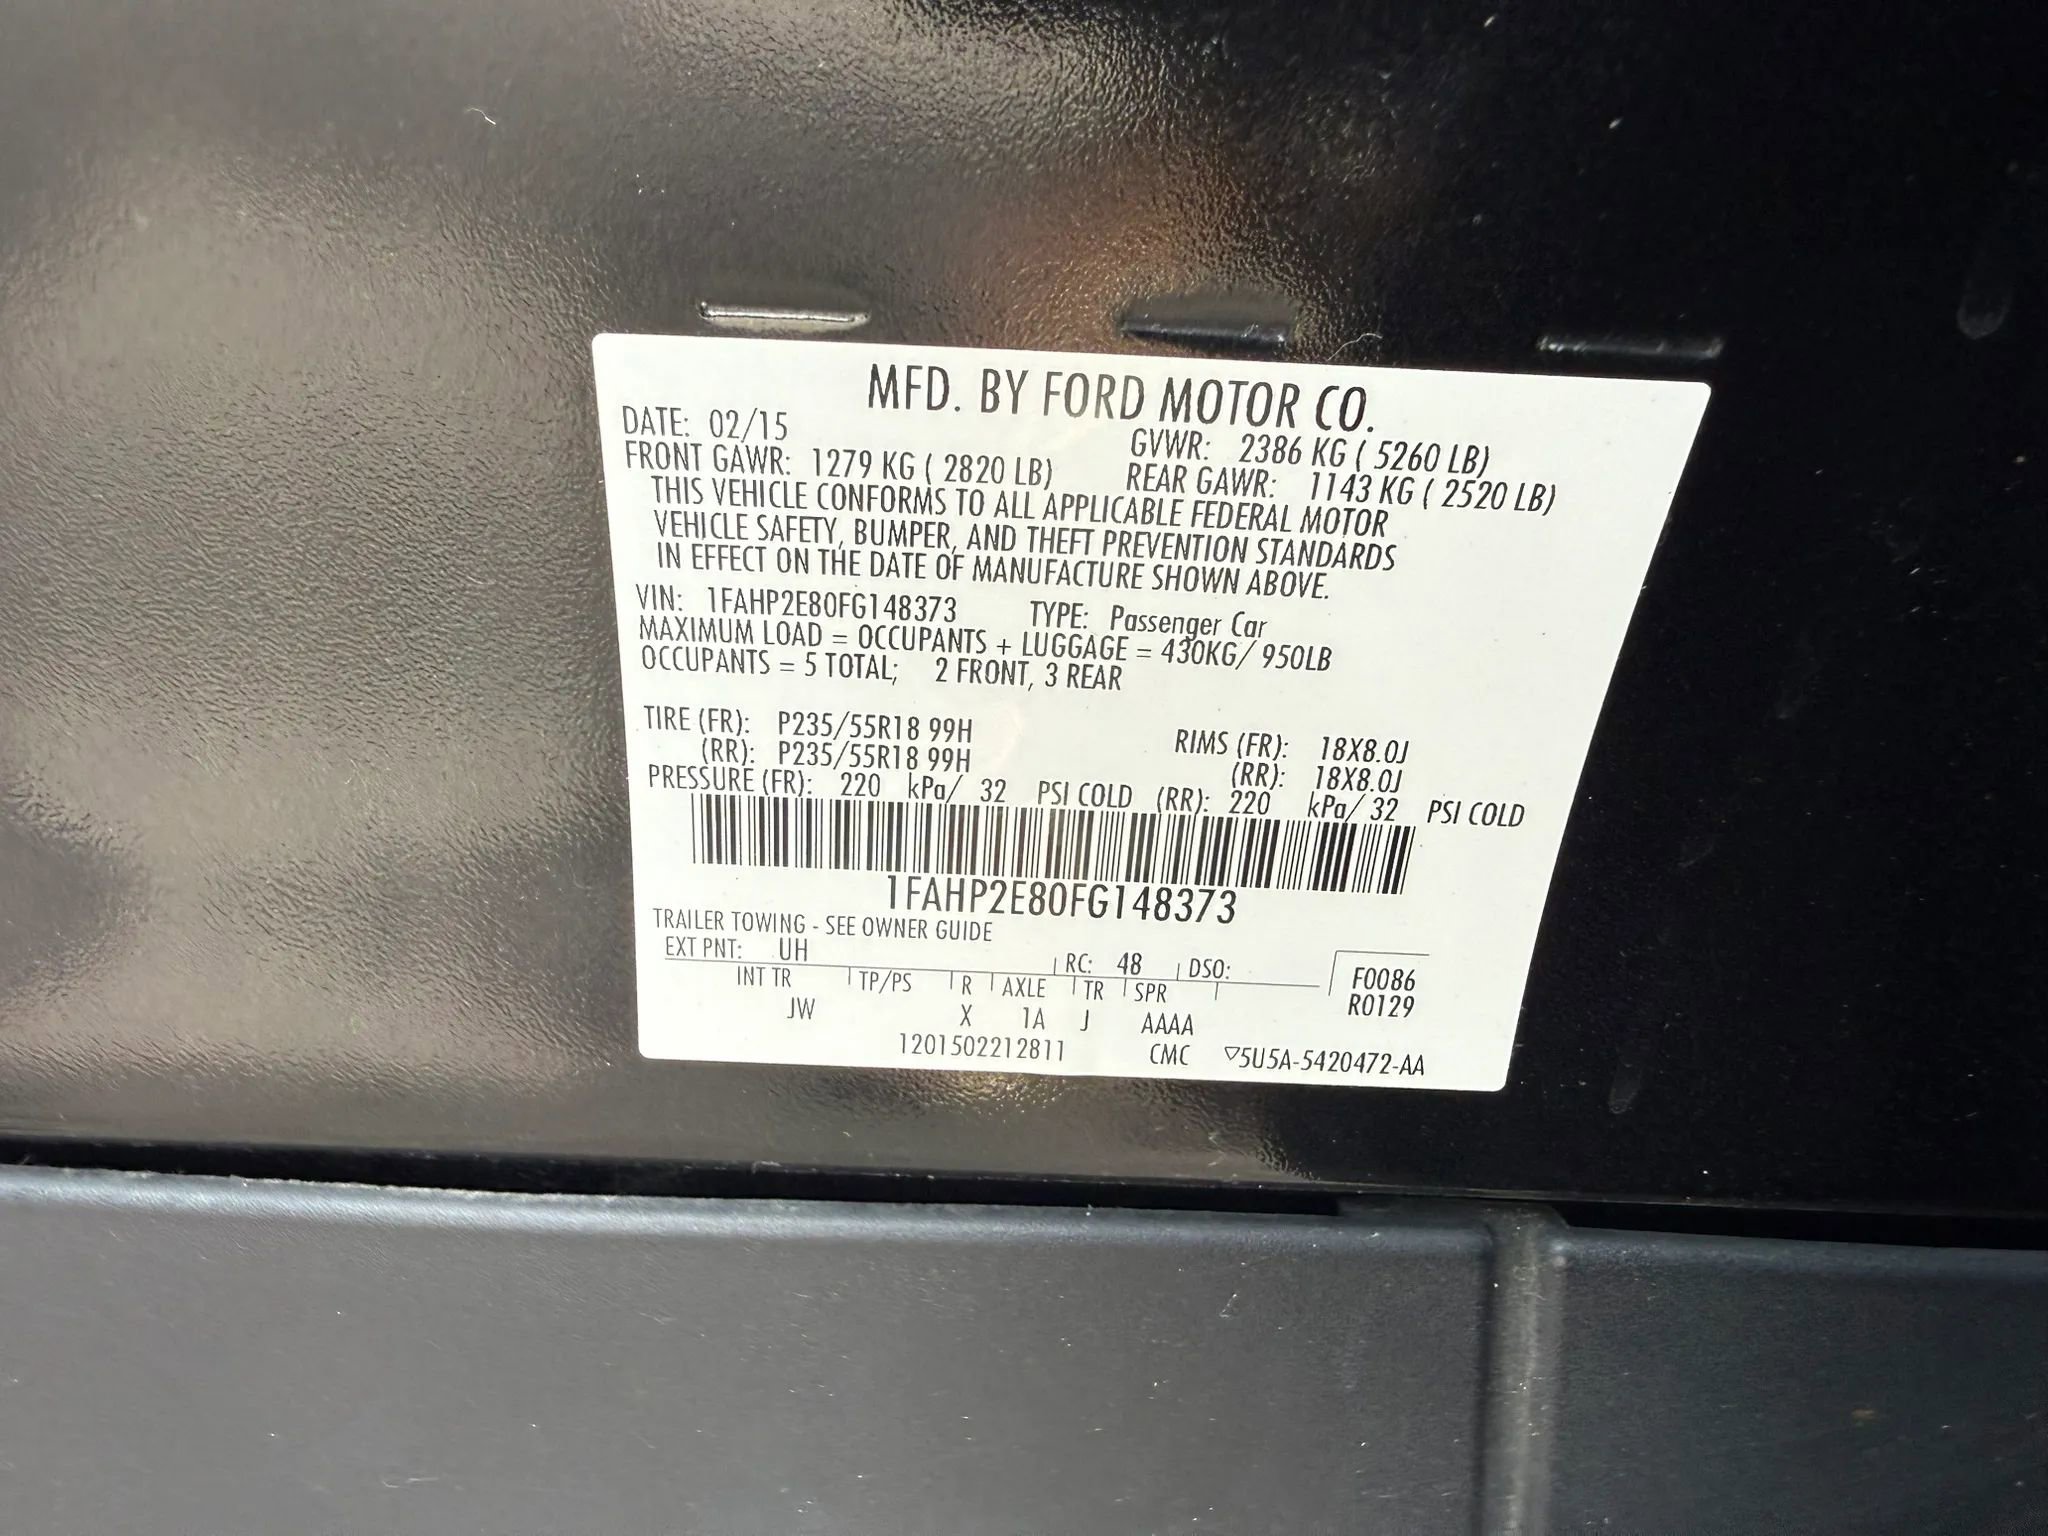 MFD. BY FORD MOTOR CO.
DATE: 02/15 GVWR: 2386 KG ( 5260 LB)
FRONT GAWR: 1279 KG ( 2820 LB) REAR GAWR: 1143 KG ( 2520 LB)
THIS VEHICLE CONFORMS TO ALL APPLICABLE FEDERAL MOTOR
VEHICLE SAFETY, BUMPER, AND THEFT PREVENTION STANDARDS
IN EFFECT ON THE DATE OF MANUFACTURE SHOWN ABOVE.
VIN: 1FAHP2E80FG148373 TYPE: Passenger Car
MAXIMUM LOAD = OCCUPANTS + LUGGAGE = 430KG/ 950LB
OCCUPANTS = 5 TOTAL; 2 FRONT, 3 REAR
TIRE (FR): P235/55R18 99H RIMS (FR): 18X8.0J
(RR): P235/55R18 99H (RR): 18X8.0J
PRESSURE (FR): 220 kPa/ 32 PSI COLD (RR): 220 kPa/ 32 PSI COLD
1FAHP2E80FG148373
TRAILER TOWING - SEE OWNER GUIDE
EXT PNT: UH RC: 48 DSO: F0086
INT TR TP/PS R AXLE TR SPR R0129
JW X 1A J AAAA
1201502212811 CMC ▽5U5A-5420472-AA